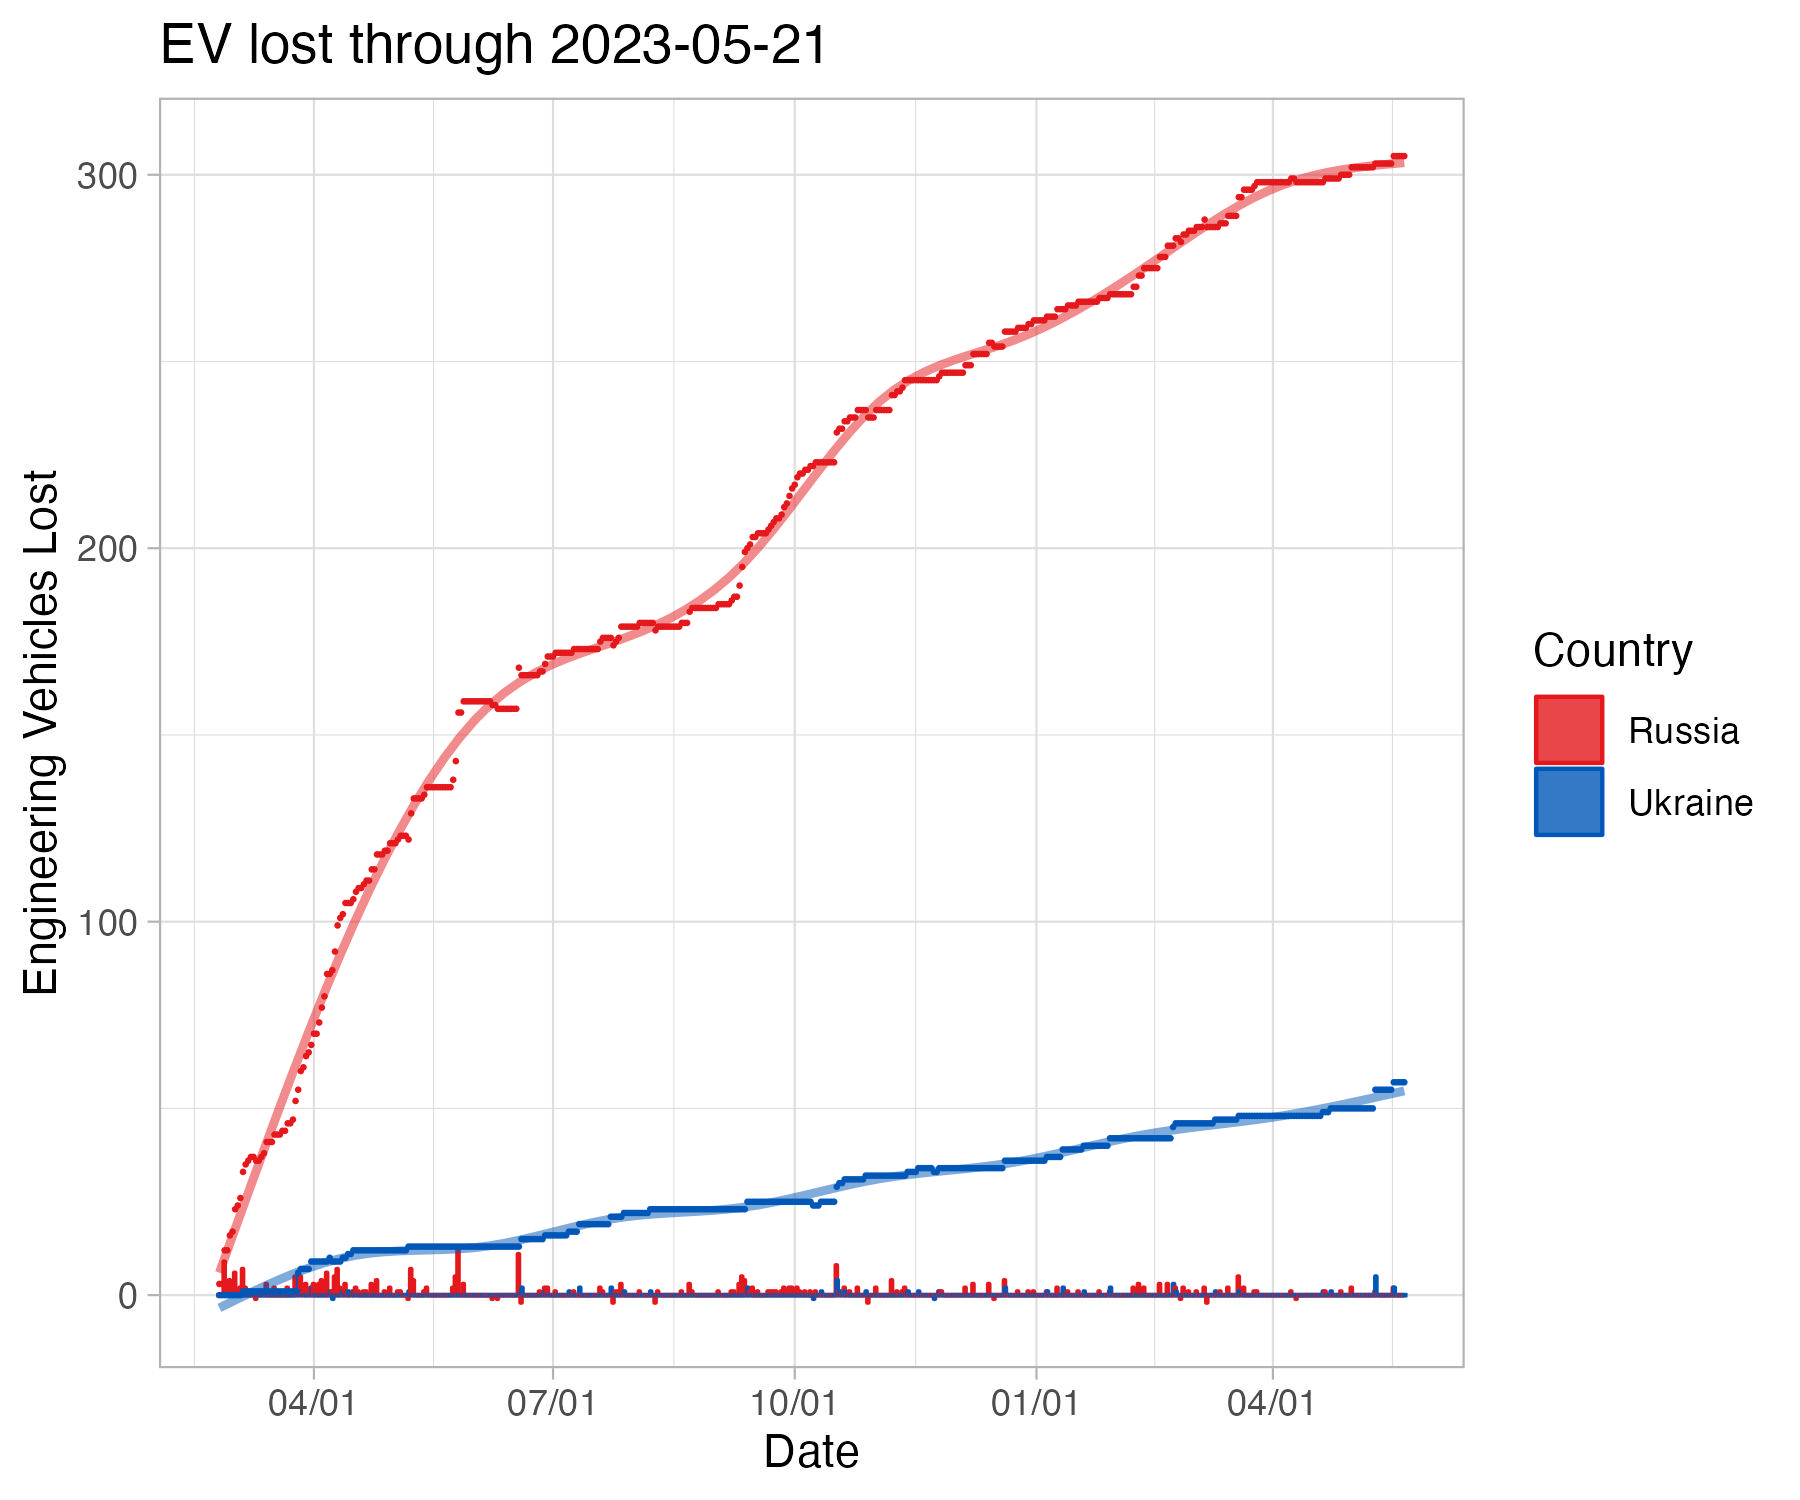 EV lost through 2023-05-21
Engineering Vehicles Lost
300
200
100
0
04/01
07/01
10/01
01/01
04/01
Date
Country
Russia
Ukraine